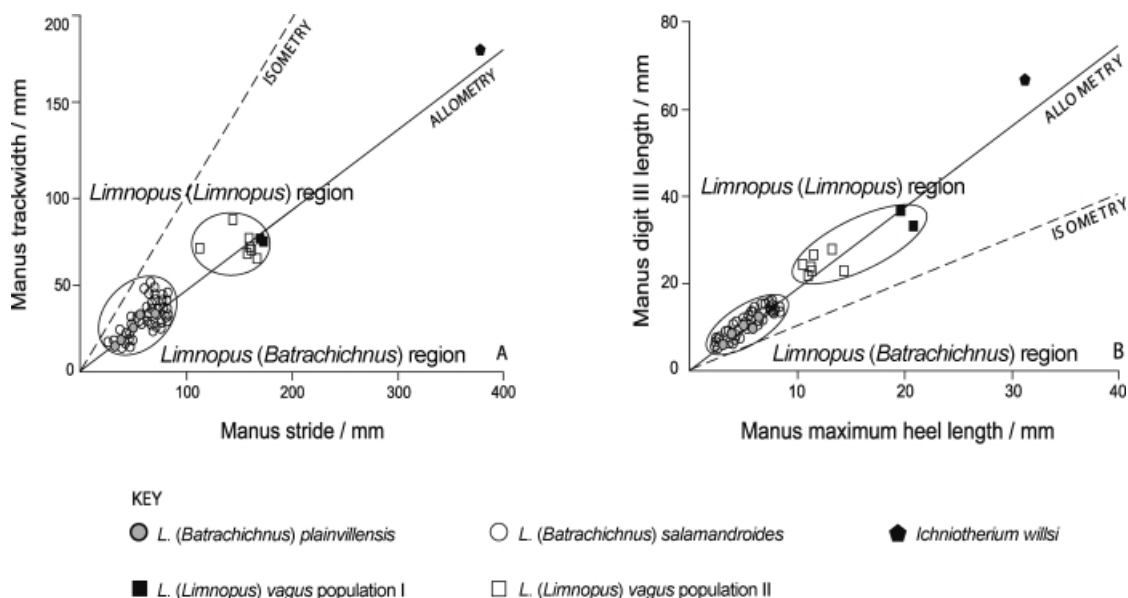 200
150
100
50
0
100
200
300
400
Manus trackwidth / mm
Manus stride / mm
ISOMETRY
ALLOMETRY
Limnopus (Limnopus) region
Limnopus (Batrachichnus) region
A
80
60
40
20
0
10
20
30
40
Manus digit III length / mm
Manus maximum heel length / mm
ALLOMETRY
ISOMETRY
Limnopus (Limnopus) region
Limnopus (Batrachichnus) region
B
KEY
L. (Batrachichnus) plainvillensis
L. (Batrachichnus) salamandroides
Ichniotherium willsi
L. (Limnopus) vagus population I
L. (Limnopus) vagus population II